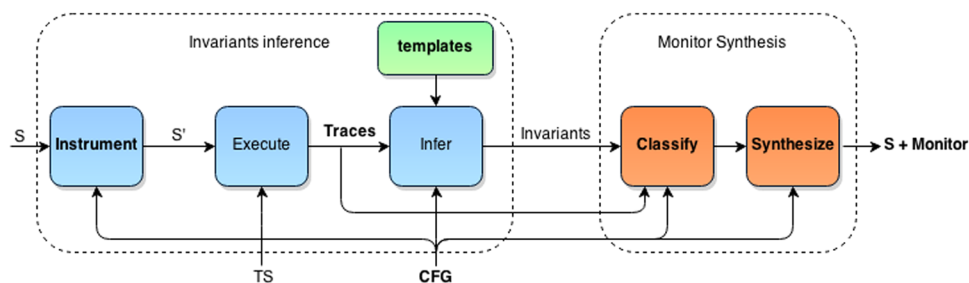 Invariants inference
Monitor Synthesis
templates
S
Instrument
S'
Execute
Traces
Infer
Invariants
Classify
Synthesize
S + Monitor
TS
CFG